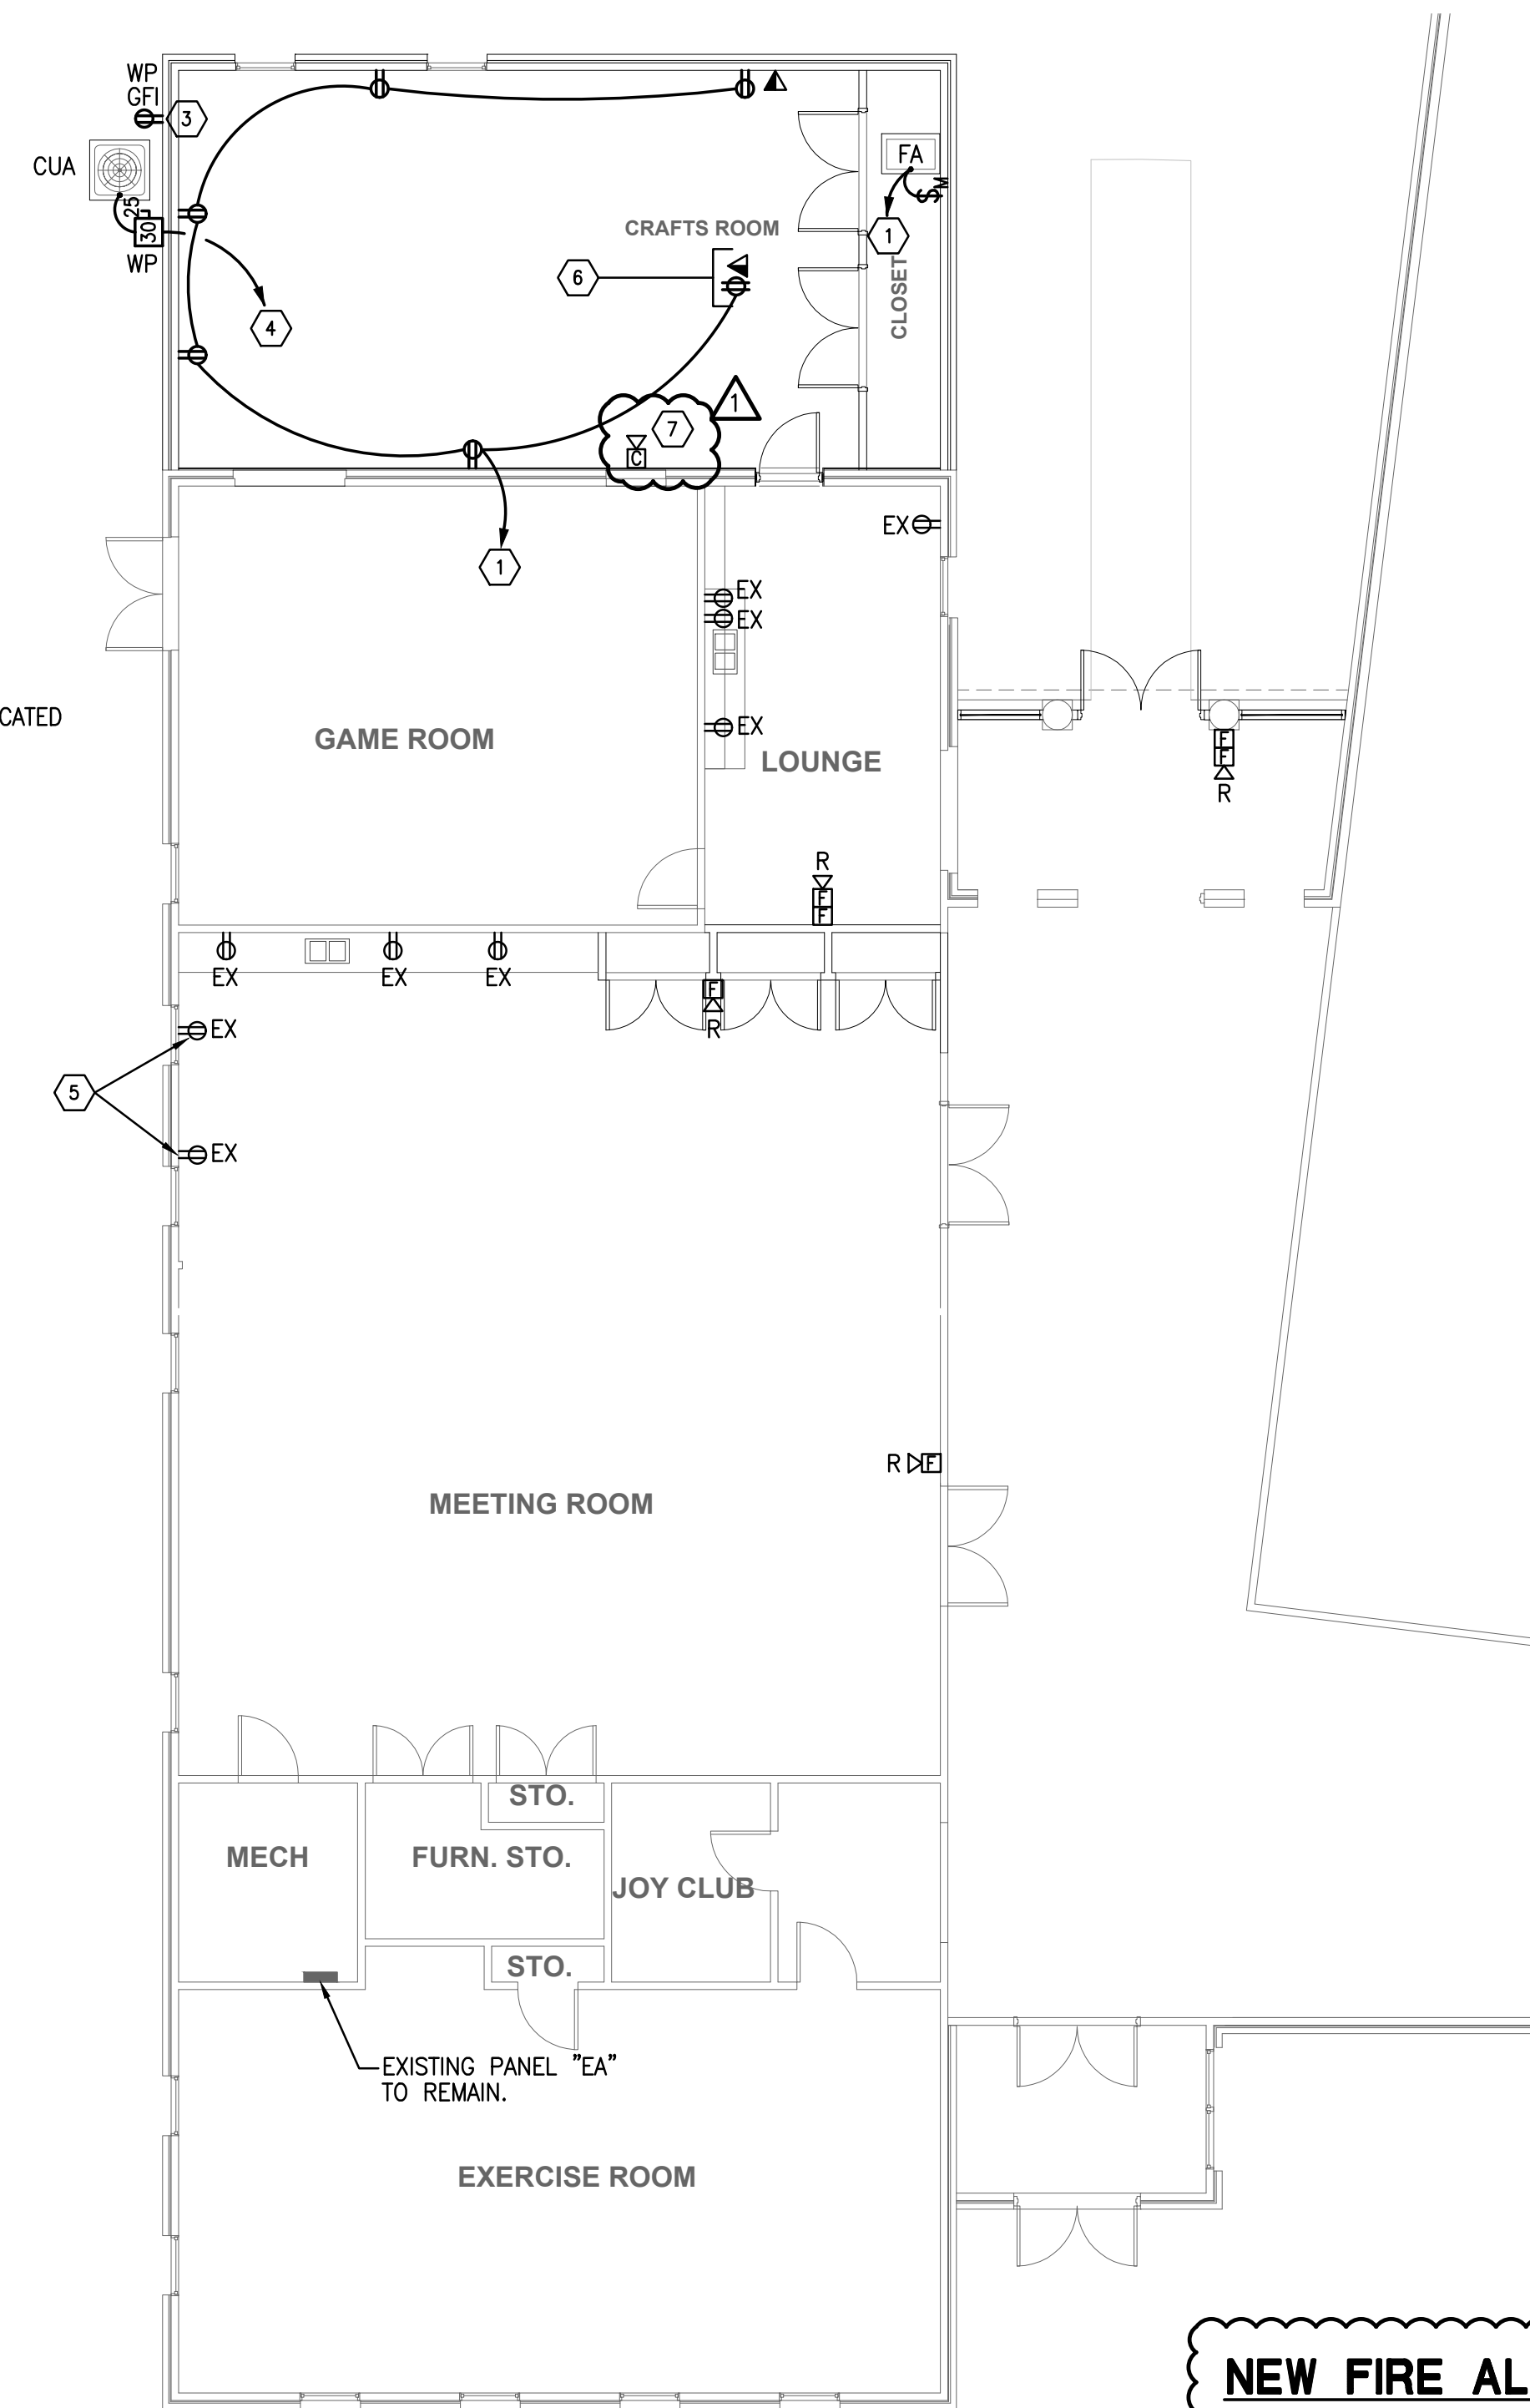 WP
GFI
3
CUA
FA
25
30
S M
WP
CRAFTS ROOM
1
6
4
CLOSET
1
7
C
EX
1
EX
EX
CATED
GAME ROOM
EX
LOUNGE
F
F
R
R
F
F
EX
EX
EX
F
R
EX
5
EX
R F
MEETING ROOM
STO.
MECH
FURN. STO.
JOY CLUB
STO.
EXISTING PANEL "EA"
TO REMAIN.
EXERCISE ROOM
NEW FIRE AL